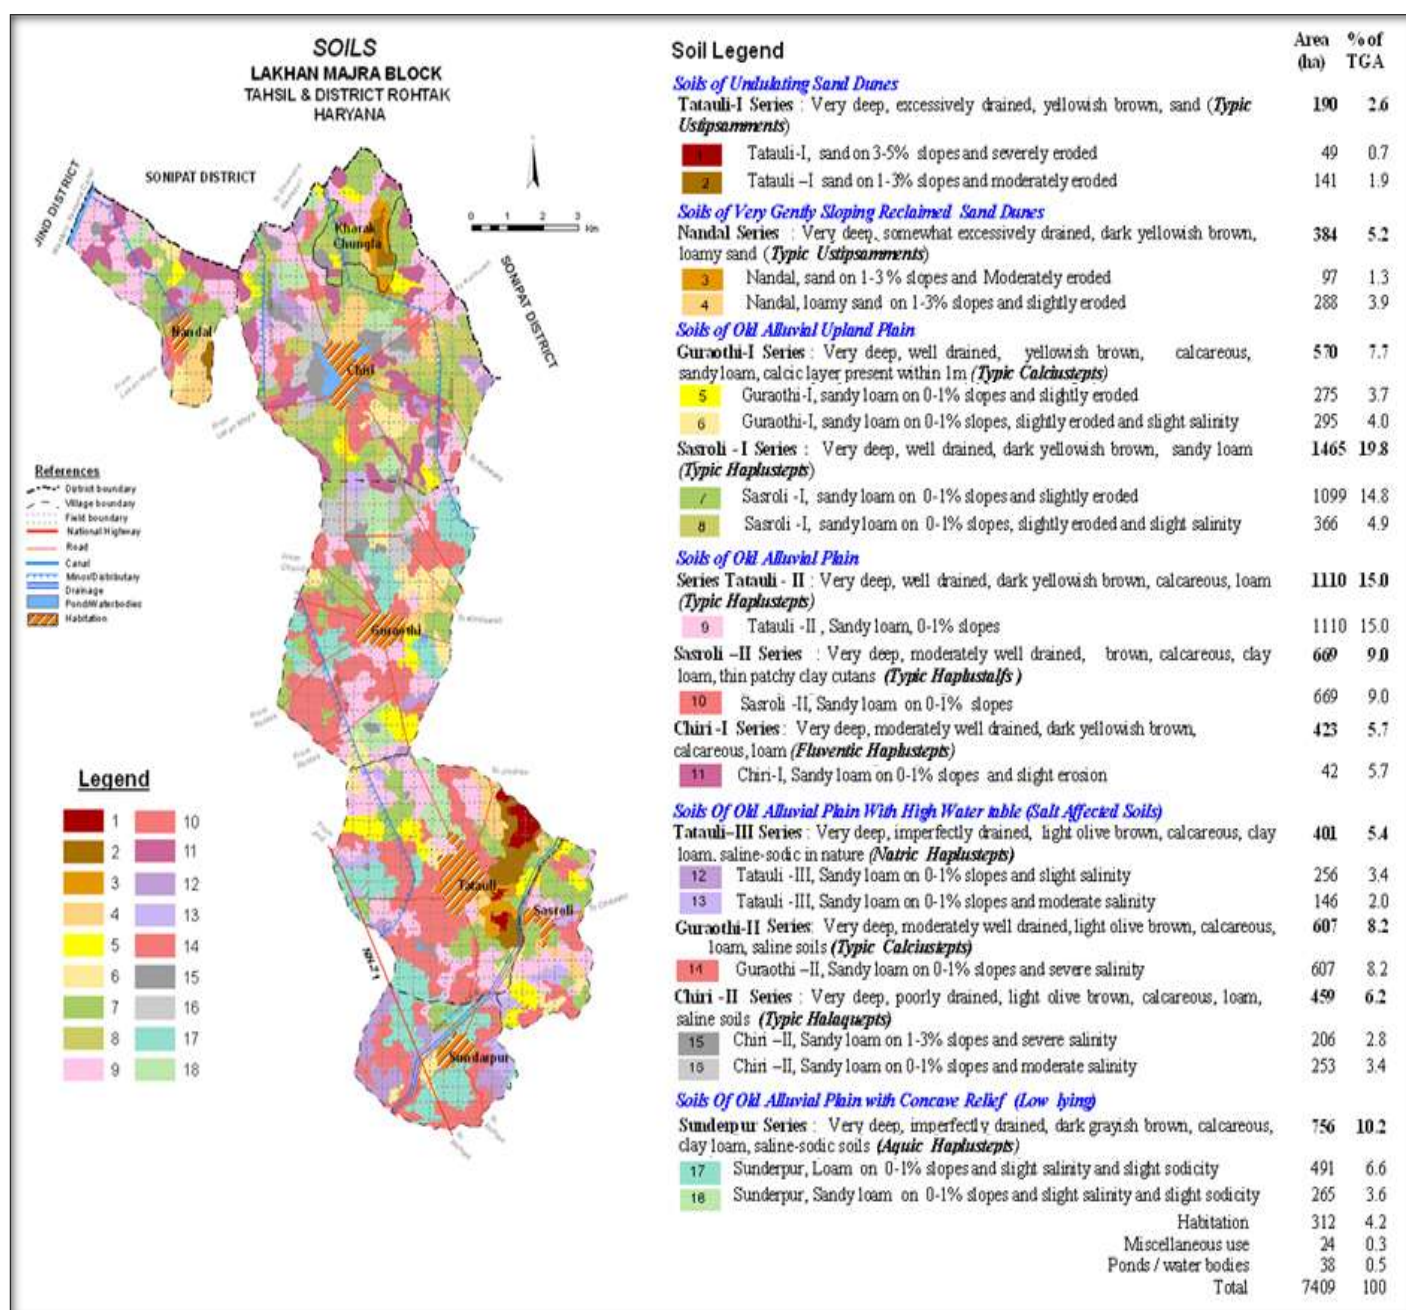 SOILS
LAKHAN MAJRA BLOCK
TAHSIL & DISTRICT ROHTAK
HARYANA
JIND DISTRICT
SONIPAT DISTRICT
SONIPAT DISTRICT
0 1 2 3
Km
Kharak
Chungla
Nandal
Chiri
Guraothi
Tatauli
Sasroli
NH.71
Sundarpur
References
District boundary
Village boundary
Field boundary
National Highway
Road
Canal
Minor/Distributary
Drainage
Pond/Waterbodies
Habitation
Legend
1 10
2 11
3 12
4 13
5 14
6 15
7 16
8 17
9 18
Soil Legend
Area % of
(ha) TGA
Soils of Undulating Sand Dunes
Tatauli-I Series : Very deep, excessively drained, yellowish brown, sand (Typic 190 2.6
Ustipsamments)
1 Tatauli-I, sand on 3-5% slopes and severely eroded 49 0.7
2 Tatauli –I sand on 1-3% slopes and moderately eroded 141 1.9
Soils of Very Gently Sloping Reclaimed Sand Dunes
Nandal Series : Very deep, somewhat excessively drained, dark yellowish brown, 384 5.2
loamy sand (Typic Ustipsamments)
3 Nandal, sand on 1-3 % slopes and Moderately eroded 97 1.3
4 Nandal, loamy sand on 1-3% slopes and slightly eroded 288 3.9
Soils of Old Alluvial Upland Plain
Guraothi-I Series : Very deep, well drained, yellowish brown, calcareous, 570 7.7
sandy loam, calcic layer present within 1m (Typic Calciustepts)
5 Guraothi-I, sandy loam on 0-1% slopes and slightly eroded 275 3.7
6 Guraothi-I, sandy loam on 0-1% slopes, slightly eroded and slight salinity 295 4.0
Sasroli -I Series : Very deep, well drained, dark yellowish brown, sandy loam 1465 19.8
(Typic Haplustepts)
7 Sasroli -I, sandy loam on 0-1% slopes and slightly eroded 1099 14.8
8 Sasroli -I, sandy loam on 0-1% slopes, slightly eroded and slight salinity 366 4.9
Soils of Old Alluvial Plain
Series Tatauli - II : Very deep, well drained, dark yellowish brown, calcareous, loam 1110 15.0
(Typic Haplustepts)
9 Tatauli -II , Sandy loam, 0-1% slopes 1110 15.0
Sasroli –II Series : Very deep, moderately well drained, brown, calcareous, clay 669 9.0
loam, thin patchy clay cutans (Typic Haplustalfs )
10 Sasroli -II, Sandy loam on 0-1% slopes 669 9.0
Chiri -I Series: Very deep, moderately well drained, dark yellowish brown, 423 5.7
calcareous, loam (Fluventic Haplustepts)
11 Chiri-I, Sandy loam on 0-1% slopes and slight erosion 42 5.7
Soils Of Old Alluvial Plain With High Water table (Salt Affected Soils)
Tatauli–III Series: Very deep, imperfectly drained, light olive brown, calcareous, clay 401 5.4
loam. saline-sodic in nature (Natric Haplustepts)
12 Tatauli -III, Sandy loam on 0-1% slopes and slight salinity 256 3.4
13 Tatauli -III, Sandy loam on 0-1% slopes and moderate salinity 146 2.0
Guraothi-II Series: Very deep, moderately well drained, light olive brown, calcareous, 607 8.2
loam, saline soils (Typic Calciustepts)
14 Guraothi –II, Sandy loam on 0-1% slopes and severe salinity 607 8.2
Chiri -II Series : Very deep, poorly drained, light olive brown, calcareous, loam, 459 6.2
saline soils (Typic Halaquepts)
15 Chiri –II, Sandy loam on 1-3% slopes and severe salinity 206 2.8
16 Chiri –II, Sandy loam on 0-1% slopes and moderate salinity 253 3.4
Soils Of Old Alluvial Plain with Concave Relief (Low lying)
Sunderpur Series : Very deep, imperfectly drained, dark grayish brown, calcareous, 756 10.2
clay loam, saline-sodic soils (Aquic Haplustepts)
17 Sunderpur, Loam on 0-1% slopes and slight salinity and slight sodicity 491 6.6
18 Sunderpur, Sandy loam on 0-1% slopes and slight salinity and slight sodicity 265 3.6
Habitation 312 4.2
Miscellaneous use 24 0.3
Ponds / water bodies 38 0.5
Total 7409 100